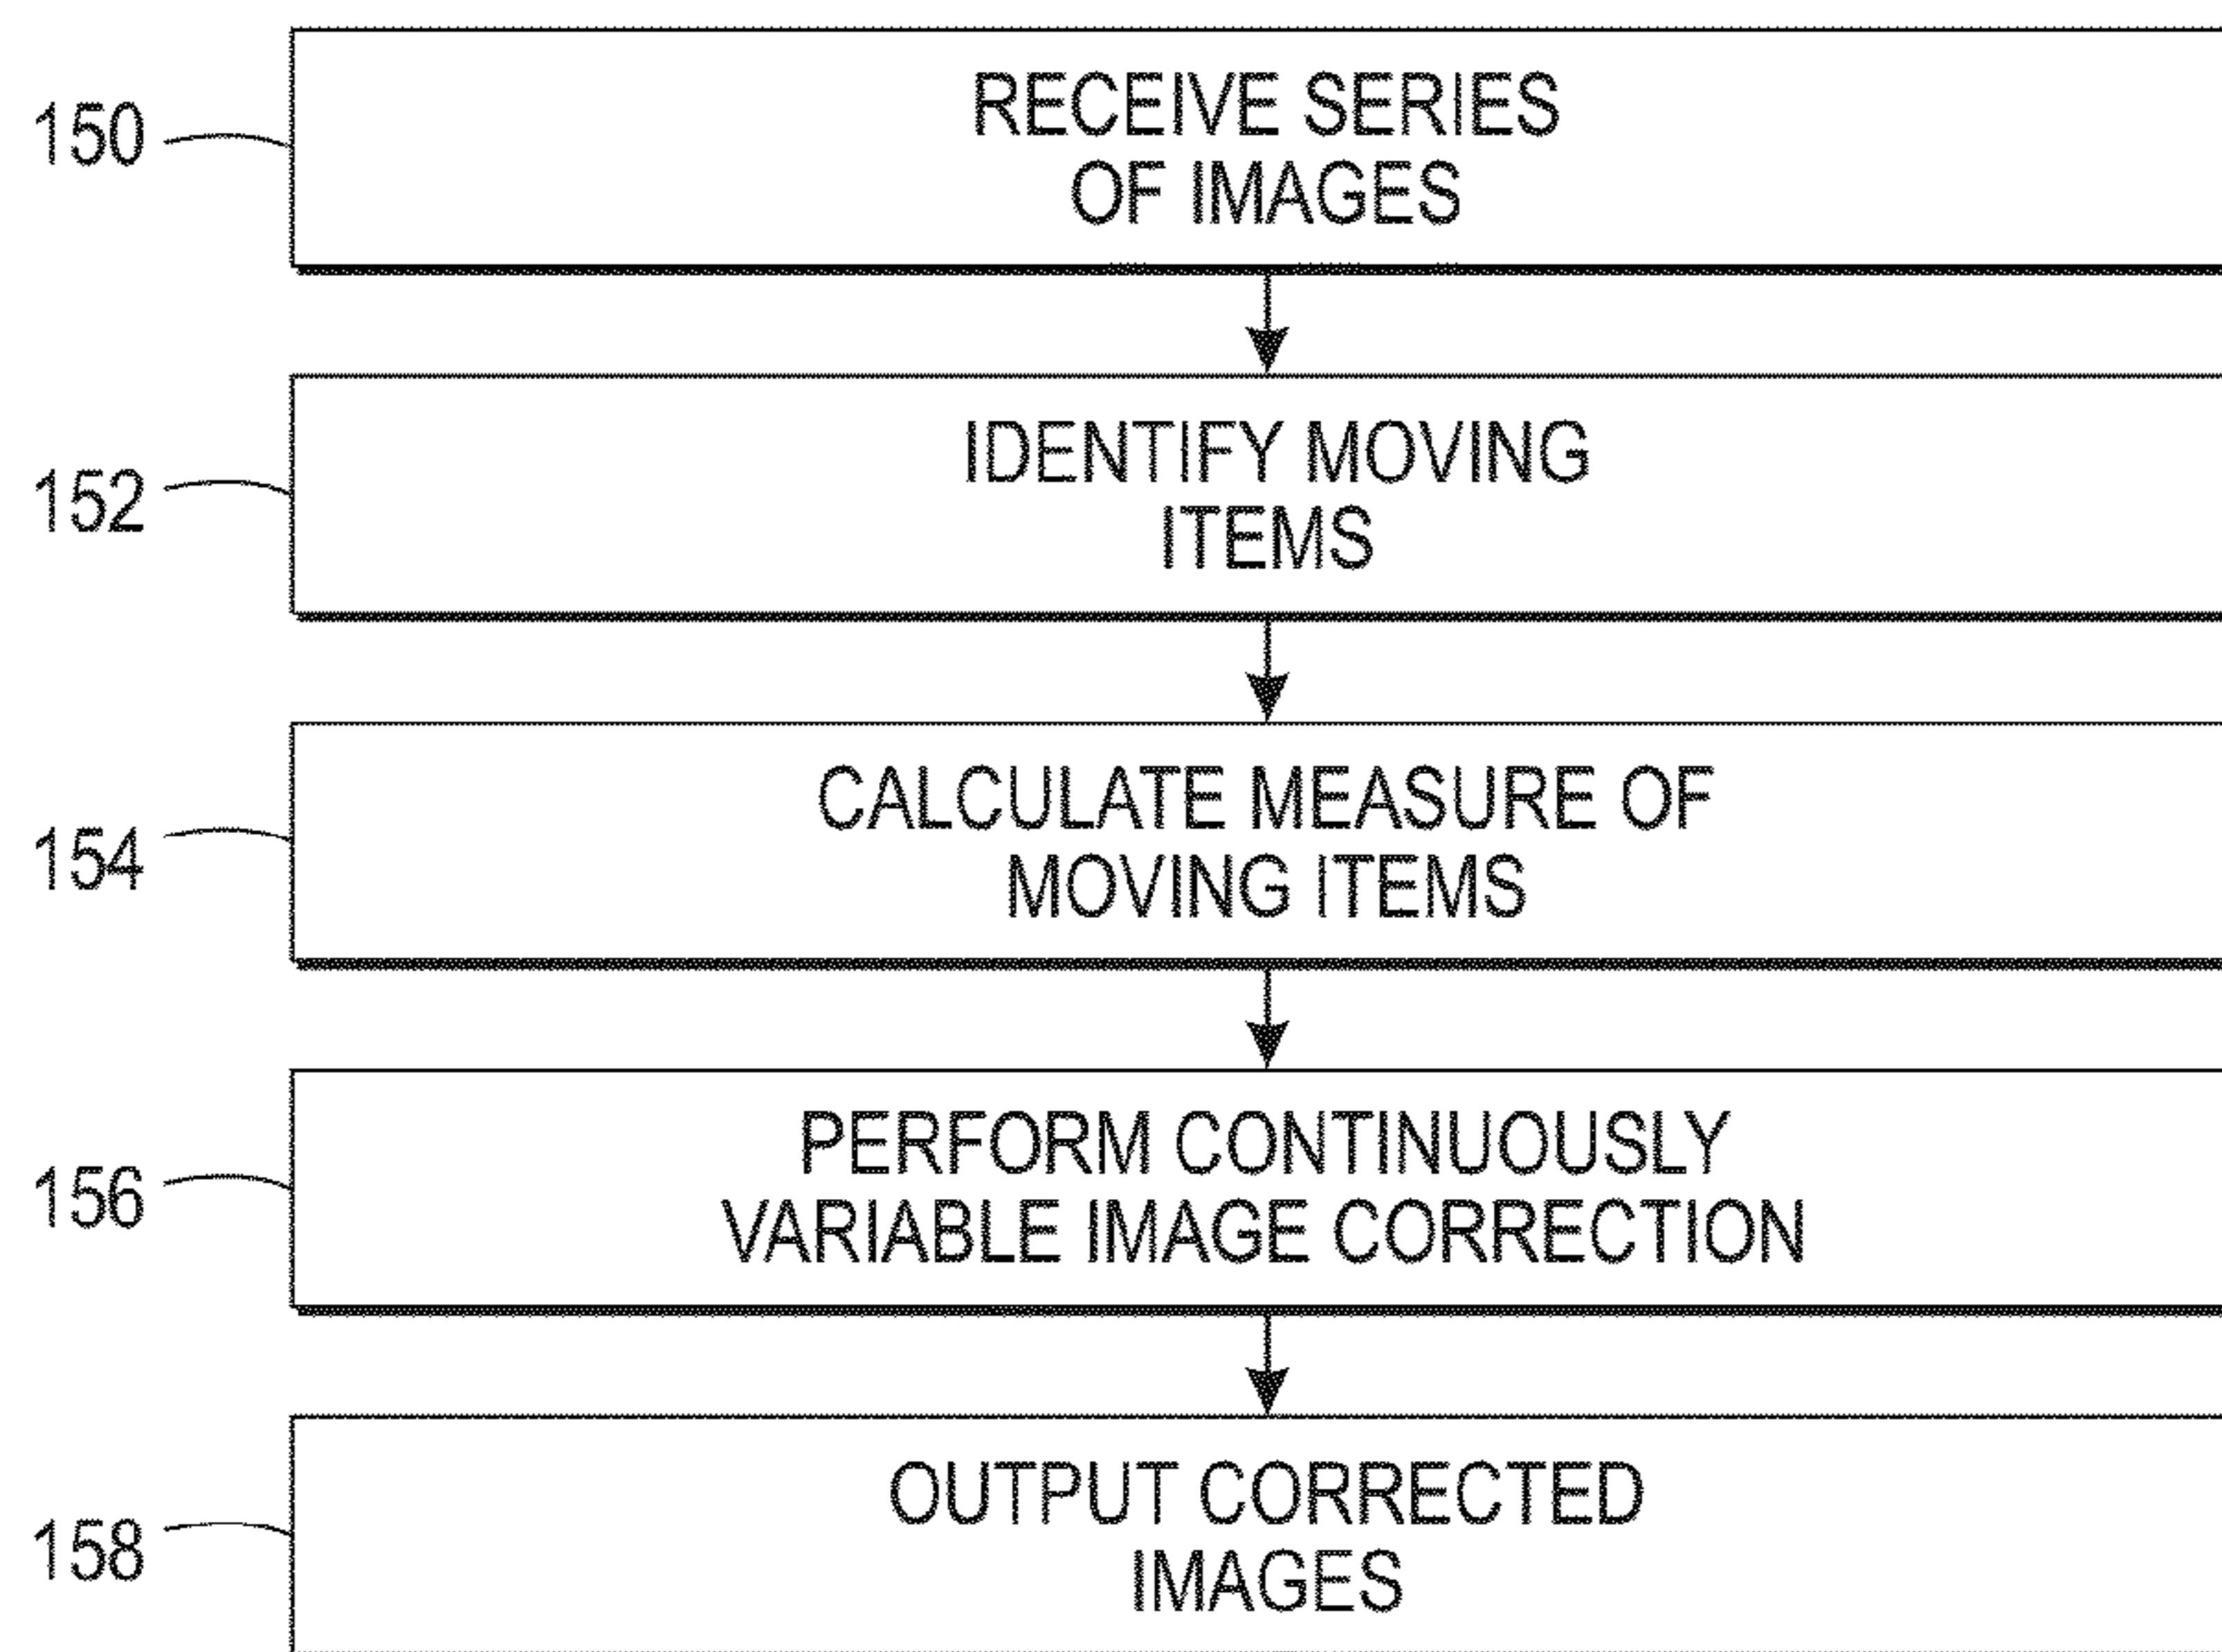 150
RECEIVE SERIES
OF IMAGES
152
IDENTIFY MOVING
ITEMS
154
CALCULATE MEASURE OF
MOVING ITEMS
156
PERFORM CONTINUOUSLY
VARIABLE IMAGE CORRECTION
158
OUTPUT CORRECTED
IMAGES